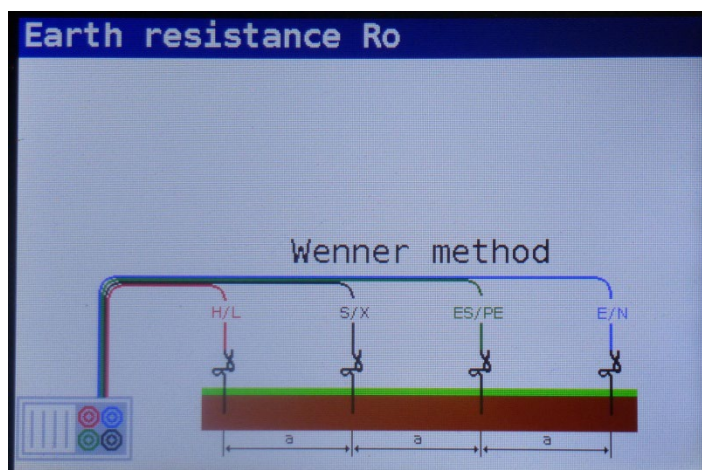 Earth resistance Ro
Wenner method
H/L S/X ES/PE E/N
a a a